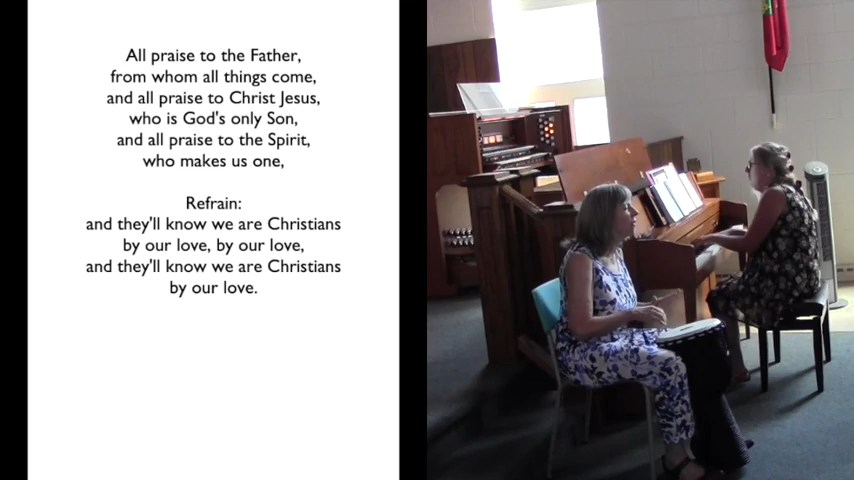 All praise to the Father,
from whom all things come,
and all praise to Christ Jesus,
who is God's only Son,
and all praise to the Spirit,
who makes us one,
Refrain:
and they'll know we are Christians
by our love, by our love,
and they'll know we are Christians
by our love.